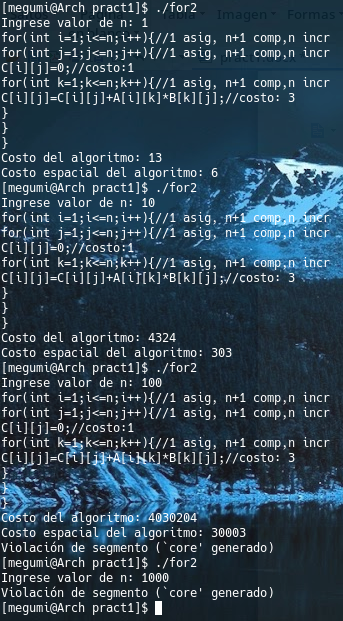 [megumi@Arch pract1]$ ./for2
Ingrese valor de n: 1
for(int i=1;i<=n;i++){//1 asig, n+1 comp,n incr
for(int j=1;j<=n;j++){//1 asig, n+1 comp,n incr
C[i][j]=0;//costo:1
for(int k=1;k<=n;k++){//1 asig, n+1 comp,n incr
C[i][j]=C[i][j]+A[i][k]*B[k][j];//costo: 3
}
}
}
Costo del algoritmo: 13
Costo espacial del algoritmo: 6
[megumi@Arch pract1]$ ./for2
Ingrese valor de n: 10
for(int i=1;i<=n;i++){//1 asig, n+1 comp,n incr
for(int j=1;j<=n;j++){//1 asig, n+1 comp,n incr
C[i][j]=0;//costo:1
for(int k=1;k<=n;k++){//1 asig, n+1 comp,n incr
C[i][j]=C[i][j]+A[i][k]*B[k][j];//costo: 3
}
}
}
Costo del algoritmo: 4324
Costo espacial del algoritmo: 303
[megumi@Arch pract1]$ ./for2
Ingrese valor de n: 100
for(int i=1;i<=n;i++){//1 asig, n+1 comp,n incr
for(int j=1;j<=n;j++){//1 asig, n+1 comp,n incr
C[i][j]=0;//costo:1
for(int k=1;k<=n;k++){//1 asig, n+1 comp,n incr
C[i][j]=C[i][j]+A[i][k]*B[k][j];//costo: 3
}
}
}
Costo del algoritmo: 4030204
Costo espacial del algoritmo: 30003
Violación de segmento (`core' generado)
[megumi@Arch pract1]$ ./for2
Ingrese valor de n: 1000
Violación de segmento (`core' generado)
[megumi@Arch pract1]$